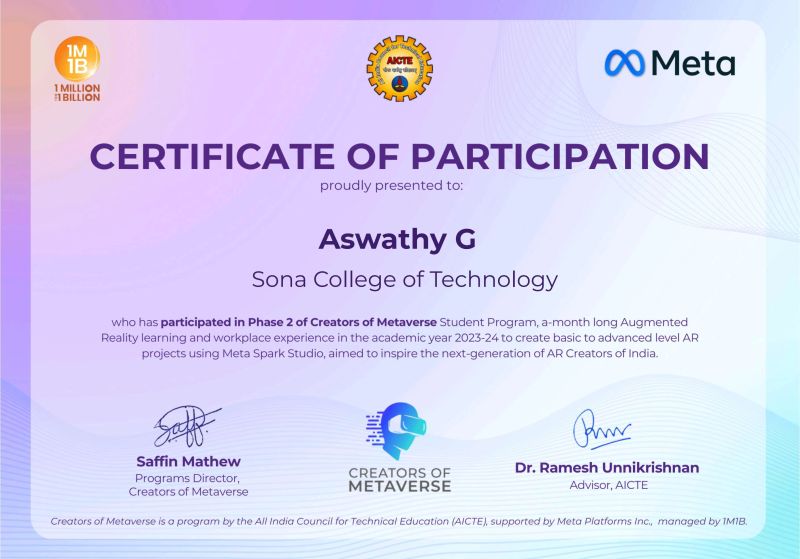 1M
1B
1 MILLION
FOR 1 BILLION
AICTE
Meta
CERTIFICATE OF PARTICIPATION
proudly presented to:
Aswathy G
Sona College of Technology
who has participated in Phase 2 of Creators of Metaverse Student Program, a-month long Augmented
Reality learning and workplace experience in the academic year 2023-24 to create basic to advanced level AR
projects using Meta Spark Studio, aimed to inspire the next-generation of AR Creators of India.
Saffin Mathew
Programs Director,
Creators of Metaverse
CREATORS OF
METAVERSE
Dr. Ramesh Unnikrishnan
Advisor, AICTE
Creators of Metaverse is a program by the All India Council for Technical Education (AICTE), supported by Meta Platforms Inc., managed by 1M1B.